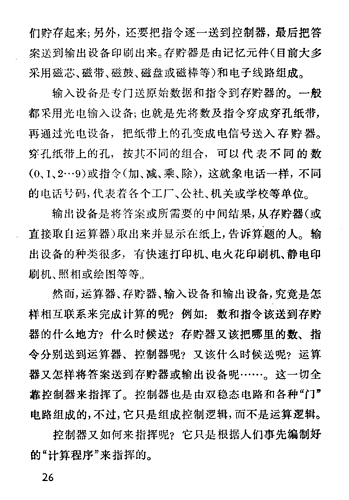 们贮存起来；另外，还要把指令逐一送到控制器，最后把答
案送到输出设备印刷出来。存贮器是由记忆元件（目前大多
采用磁芯、磁带、磁鼓、磁盘或磁棒等）和电子线路组成。
输入设备是专门送原始数据和指令到存贮器的。一般
都采用光电输入设备；也就是先将数及指令穿成穿孔纸带，
再通过光电设备，把纸带上的孔变成电信号送入存贮器。
穿孔纸带上的孔，按其不同的组合，可以代表不同的数
（0、1、2…9）或指令（加、减、乘、除），这就象电话一样，不同
的电话号码，代表着各个工厂、公社、机关或学校等单位。
输出设备是将答案或所需要的中间结果，从存贮器（或
直接取自运算器）取出来并显示在纸上，告诉算题的人。输
出设备的种类很多，有快速打印机、电火花印刷机、静电印
刷机、照相或绘图等等。
然而，运算器、存贮器、输入设备和输出设备，究竟是怎
样相互联系来完成计算的呢？例如：数和指令该送到存贮
器的什么地方？什么时候送？存贮器又该把哪里的数、指
令分别送到运算器、控制器呢？又该什么时候送呢？运算
器又怎样将答案送到存贮器或输出设备呢……。这一切全
靠控制器来指挥了。控制器也是由双稳态电路和各种“门”
电路组成的，不过，它只是组成控制逻辑，而不是运算逻辑。
控制器又如何来指挥呢？它只是根据人们事先编制好
的“计算程序”来指挥的。
26